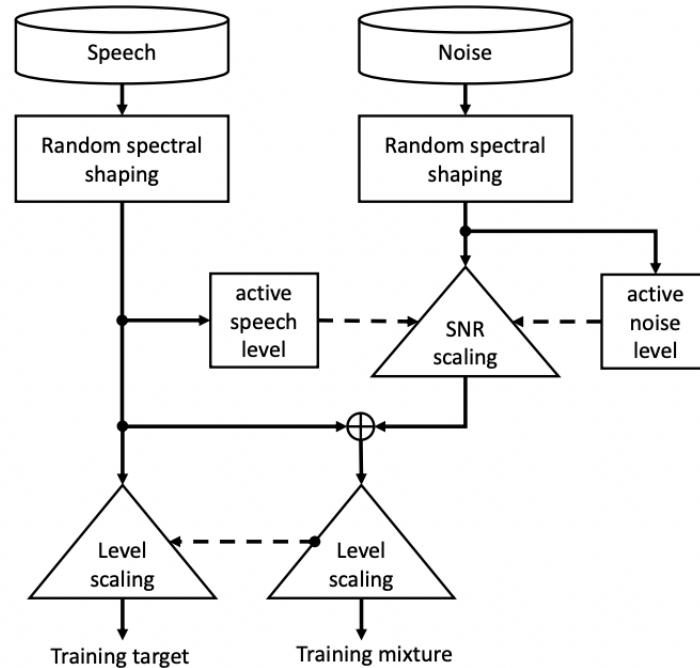 Speech
Noise
Random spectral
shaping
Random spectral
shaping
active
speech
level
SNR
scaling
active
noise
level
Level
scaling
Level
scaling
Training target
Training mixture